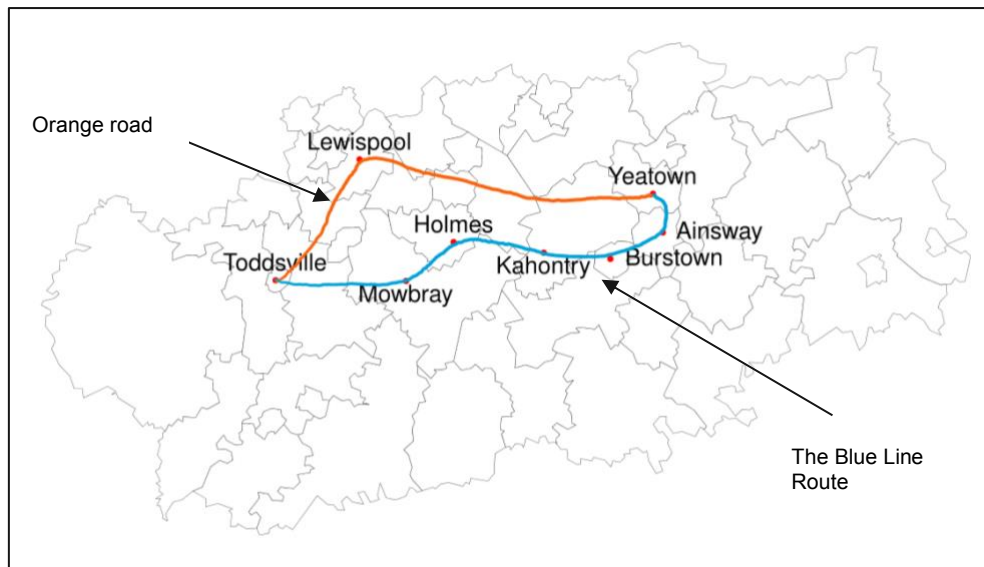 Orange road
Lewispool
Yeatown
Holmes
Ainsway
Toddsville
Kahontry
Burstown
Mowbray
The Blue Line
Route